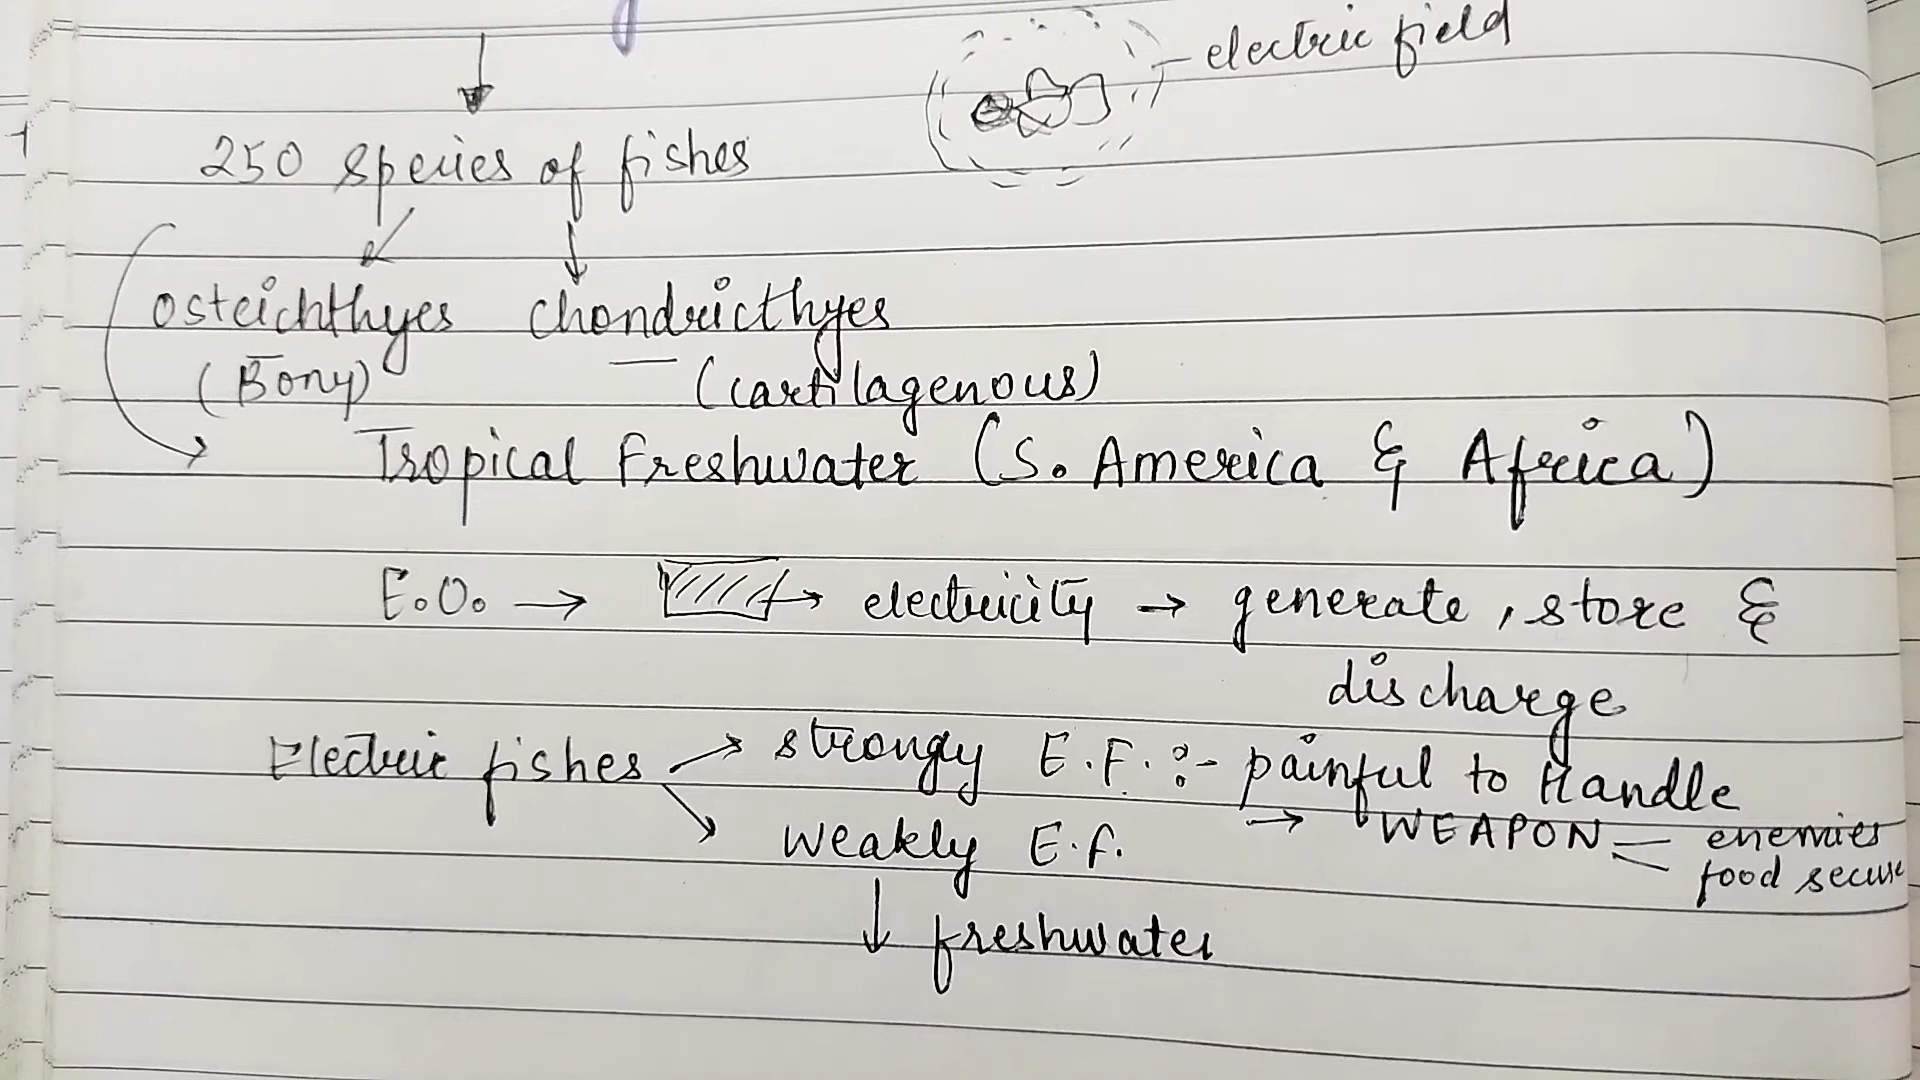 electric field
250 species of fishes
Osteichthyes chondricthyes
(Bony) (cartilagenous)
Tropical Freshwater (S. America & Africa)
E.O. → → electricity → generate, store &
discharge
Electric fishes → strongly E.F. :- painful to Handle
→ WEAPON enemies
food secure
weakly E.f.
↓ freshwater